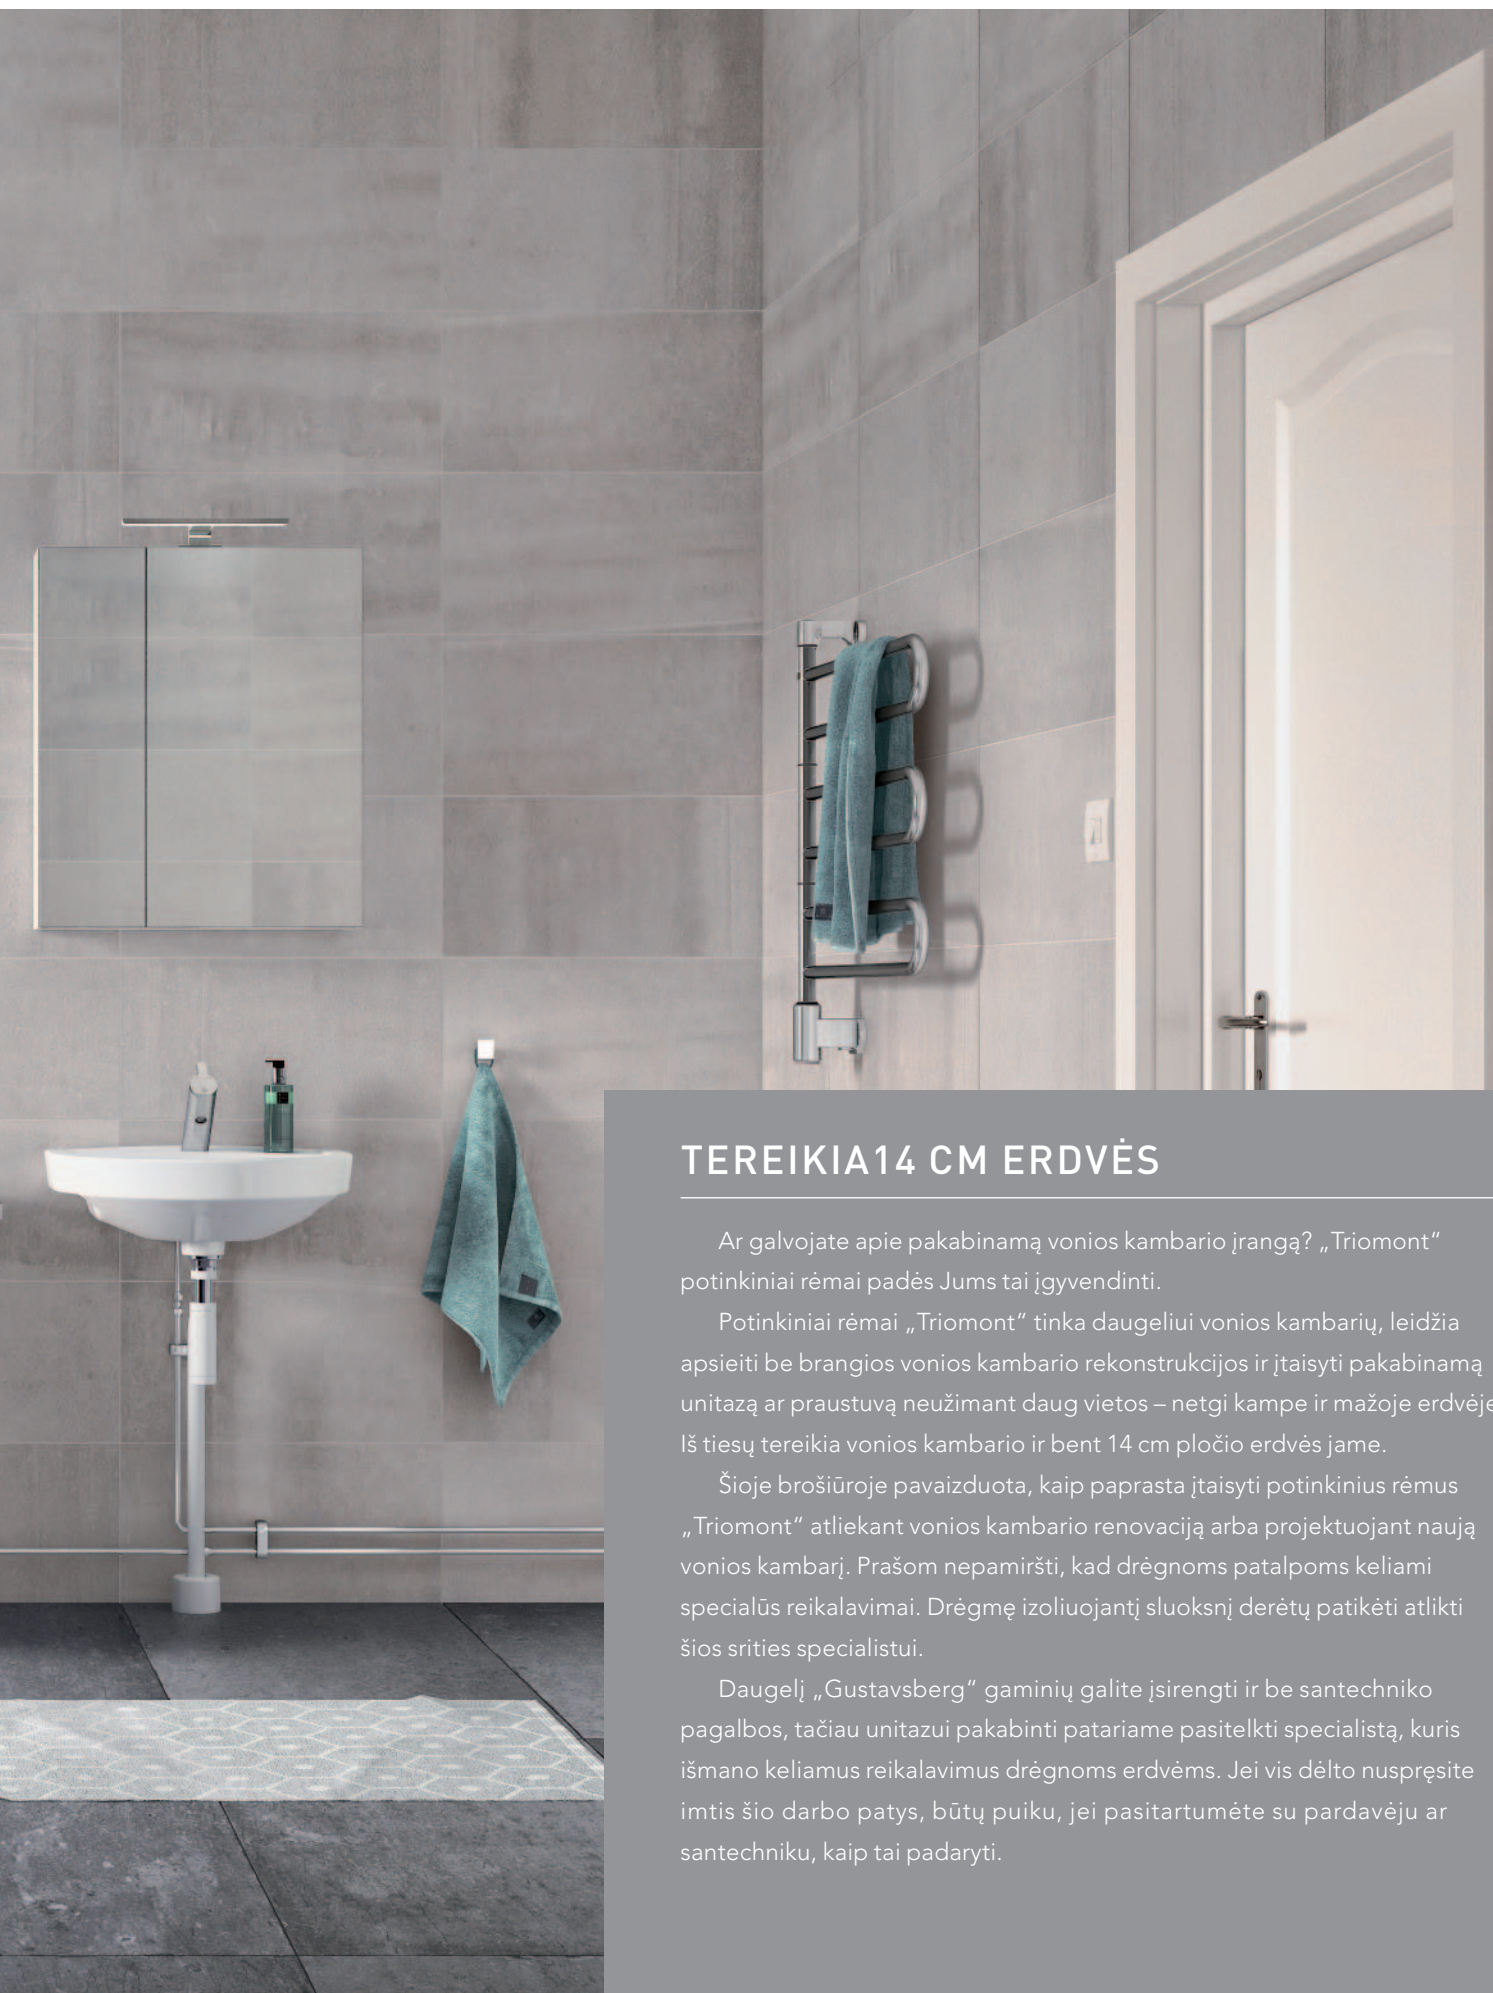 TEREIKIA14 CM ERDVĖS
Ar galvojate apie pakabinamą vonios kambario įrangą? „Triomont“
potinkiniai rėmai padės Jums tai įgyvendinti.
Potinkiniai rėmai „Triomont“ tinka daugeliui vonios kambarių, leidžia
apsieiti be brangios vonios kambario rekonstrukcijos ir įtaisyti pakabinamą
unitazą ar praustuvą neužimant daug vietos – netgi kampe ir mažoje erdvėje
Iš tiesų tereikia vonios kambario ir bent 14 cm pločio erdvės jame.
Šioje brošiūroje pavaizduota, kaip paprasta įtaisyti potinkinius rėmus
„Triomont“ atliekant vonios kambario renovaciją arba projektuojant naują
vonios kambarį. Prašom nepamiršti, kad drėgnoms patalpoms keliami
specialūs reikalavimai. Drėgmę izoliuojantį sluoksnį derėtų patikėti atlikti
šios srities specialistui.
Daugelį „Gustavsberg“ gaminių galite įsirengti ir be santechniko
pagalbos, tačiau unitazui pakabinti patariame pasitelkti specialistą, kuris
išmano keliamus reikalavimus drėgnoms erdvėms. Jei vis dėlto nuspręsite
imtis šio darbo patys, būtų puiku, jei pasitartumėte su pardavėju ar
santechniku, kaip tai padaryti.